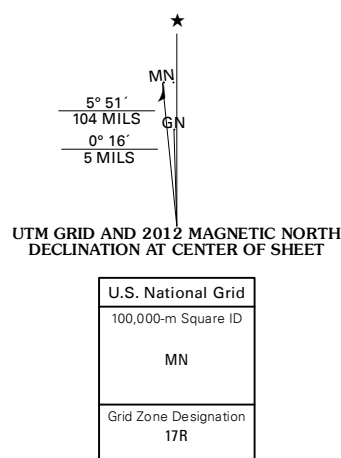 ★
MN
5° 51´
104 MILS
GN
0° 16´
5 MILS
UTM GRID AND 2012 MAGNETIC NORTH
DECLINATION AT CENTER OF SHEET
U.S. National Grid
100,000-m Square ID
MN
Grid Zone Designation
17R